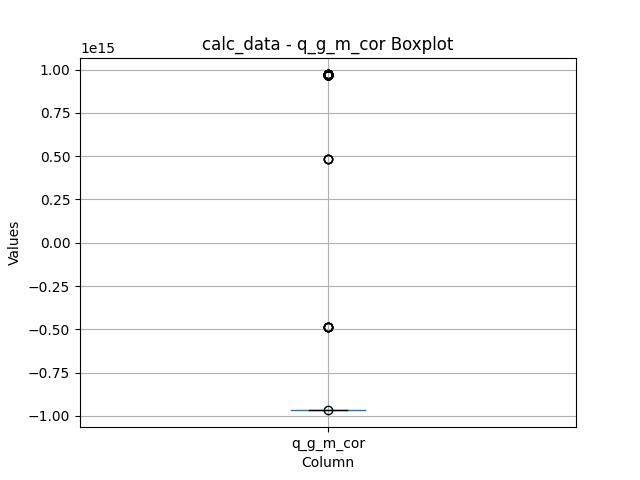 calc_data - q_g_m_cor Boxplot
1e15
1.00
0.75
0.50
0.25
0.00
−0.25
−0.50
−0.75
−1.00
Values
q_g_m_cor
Column